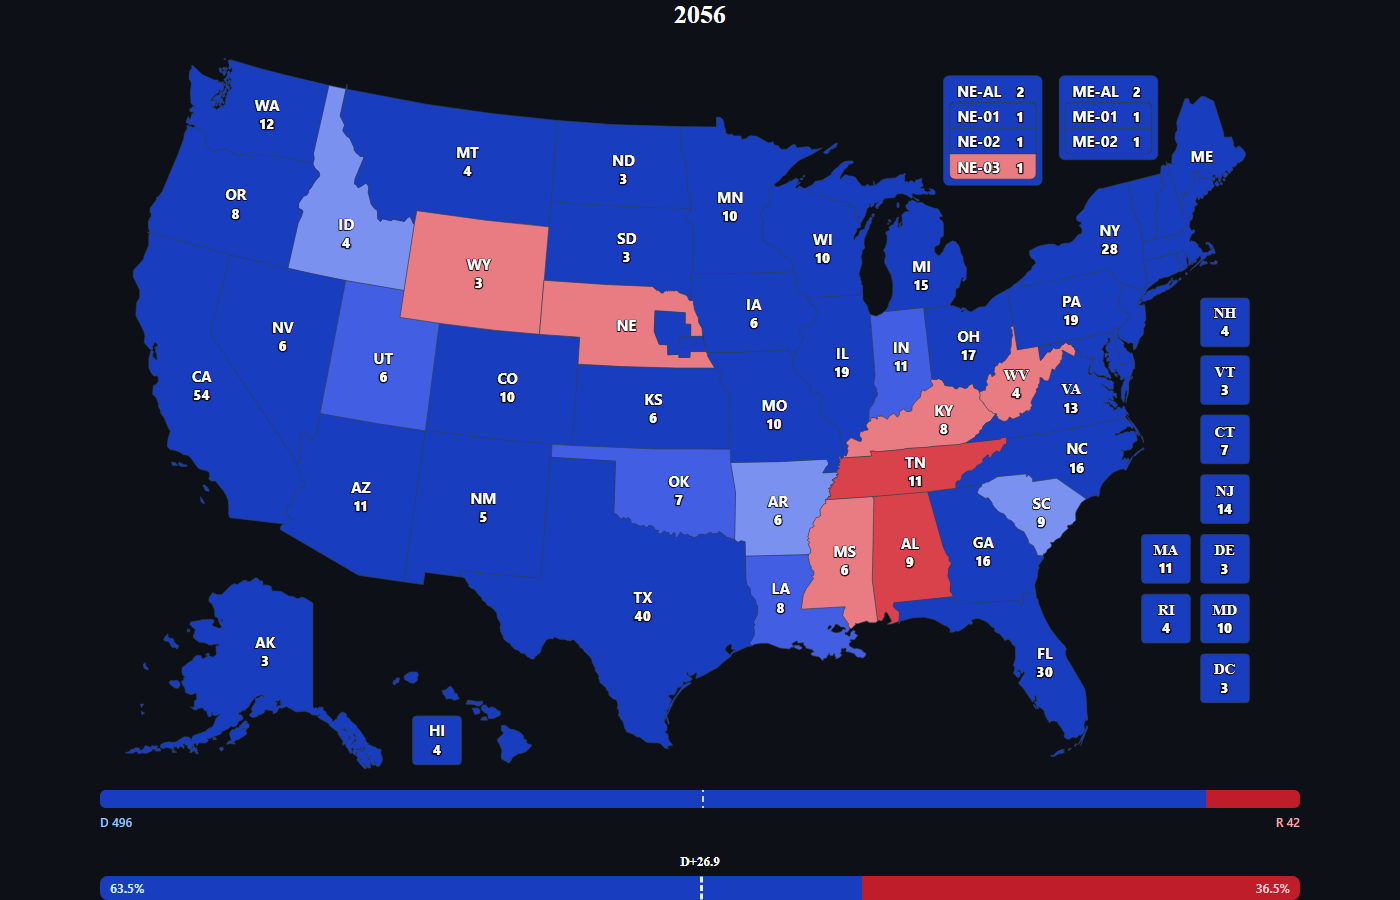 2056
WA
12
OR
8
CA
54
NV
6
ID
4
MT
4
WY
3
UT
6
AZ
11
CO
10
NM
5
ND
3
SD
3
NE
KS
6
OK
7
TX
40
MN
10
IA
6
MO
10
AR
6
LA
8
WI
10
IL
19
MI
15
IN
11
OH
17
KY
8
TN
11
MS
6
AL
9
GA
16
FL
30
SC
9
NC
16
VA
13
WV
4
PA
19
NY
28
ME
AK
3
HI
4
NE-AL 2
NE-01 1
NE-02 1
NE-03 1
ME-AL 2
ME-01 1
ME-02 1
NH
4
VT
3
CT
7
NJ
14
MA
11
DE
3
RI
4
MD
10
DC
3
D 496
R 42
D+26.9
63.5%
36.5%